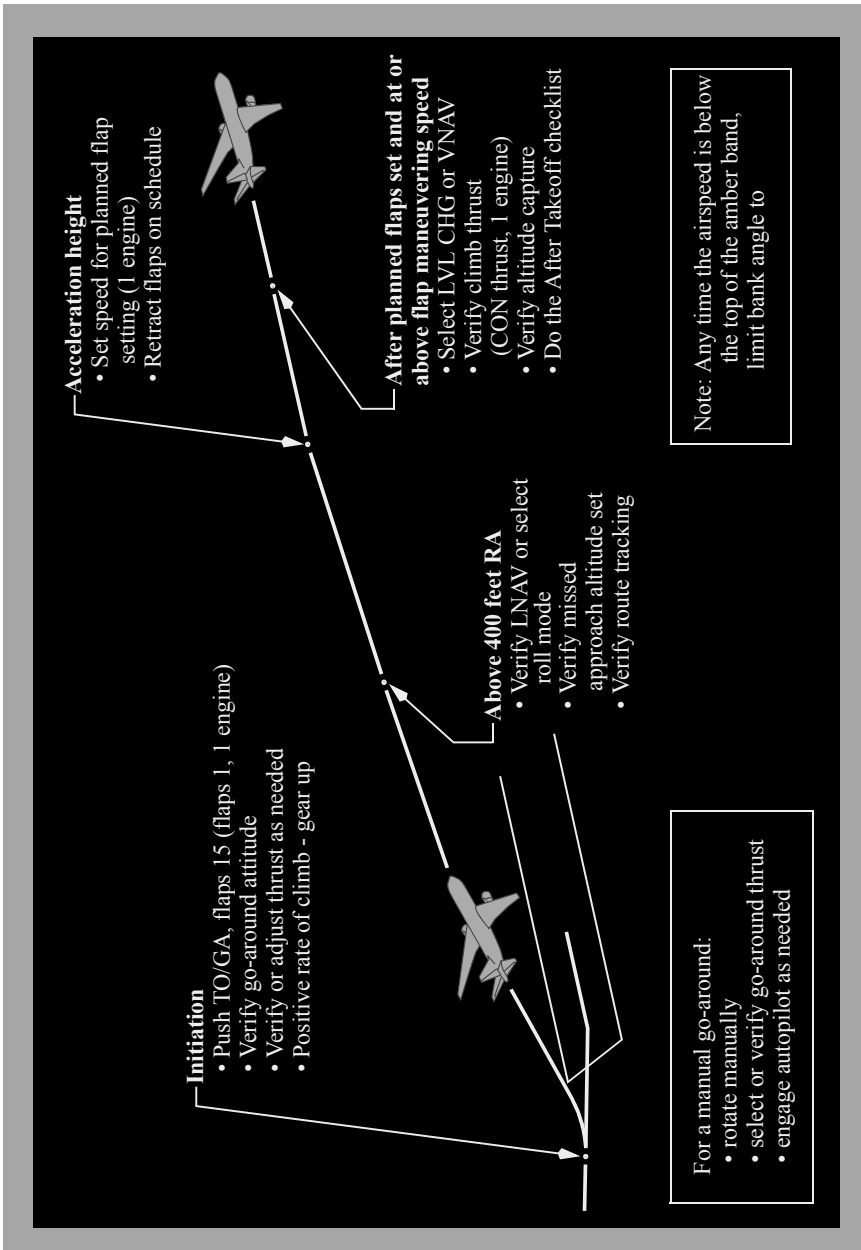 Initiation
• Push TO/GA, flaps 15 (flaps 1, 1 engine)
• Verify go-around attitude
• Verify or adjust thrust as needed
• Positive rate of climb - gear up
Above 400 feet RA
• Verify LNAV or select
roll mode
• Verify missed
approach altitude set
• Verify route tracking
Acceleration height
• Set speed for planned flap
setting (1 engine)
• Retract flaps on schedule
After planned flaps set and at or
above flap maneuvering speed
• Select LVL CHG or VNAV
• Verify climb thrust
(CON thrust, 1 engine)
• Verify altitude capture
• Do the After Takeoff checklist
For a manual go-around:
• rotate manually
• select or verify go-around thrust
• engage autopilot as needed
Note: Any time the airspeed is below
the top of the amber band,
limit bank angle to